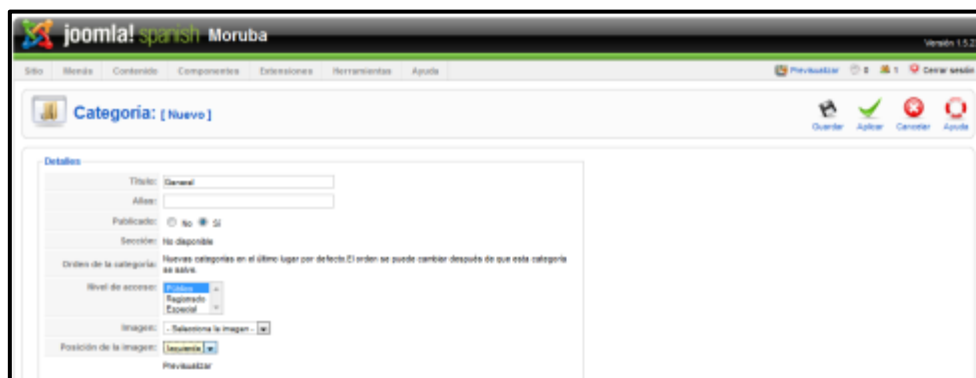 joomla! spanish Moruba
Versión 1.5.2
Sitio Menús Contenido Componentes Extensiones Herramientas Ayuda Previsualizar 0 1 Cerrar sesión
Categoría: [ Nuevo ]
Guardar Aplicar Cancelar Ayuda
Detalles
Título: General
Alias:
Publicado: No Sí
Sección: No disponible
Orden de la categoría: Nuevas categorías en el último lugar por defecto.El orden se puede cambiar después de que esta categoría
se salve.
Nivel de acceso: Público
Registrado
Especial
Imagen: - Selecciona la imagen -
Posición de la imagen: Izquierda
Previsualizar